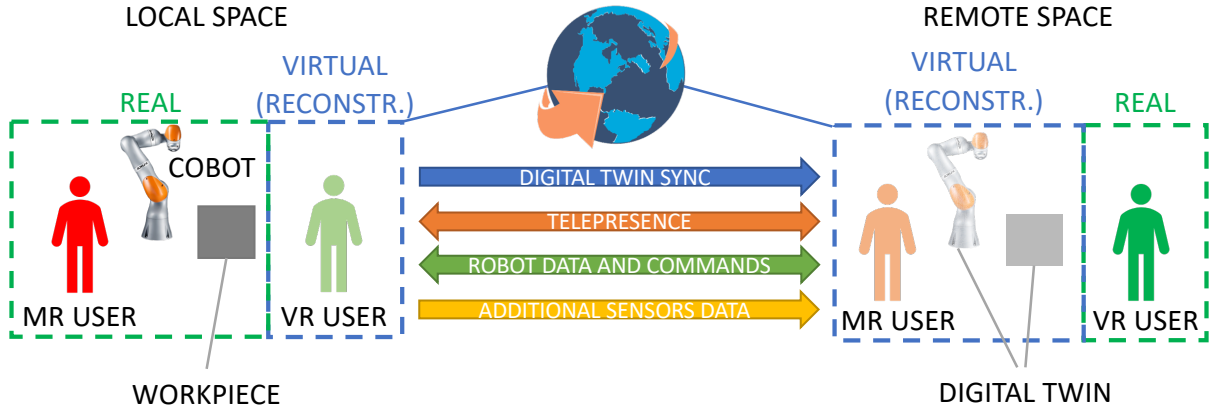 LOCAL SPACE
REMOTE SPACE
VIRTUAL
(RECONSTR.)
REAL
VIRTUAL
(RECONSTR.)
REAL
COBOT
DIGITAL TWIN SYNC
TELEPRESENCE
ROBOT DATA AND COMMANDS
ADDITIONAL SENSORS DATA
MR USER
VR USER
MR USER
VR USER
WORKPIECE
DIGITAL TWIN